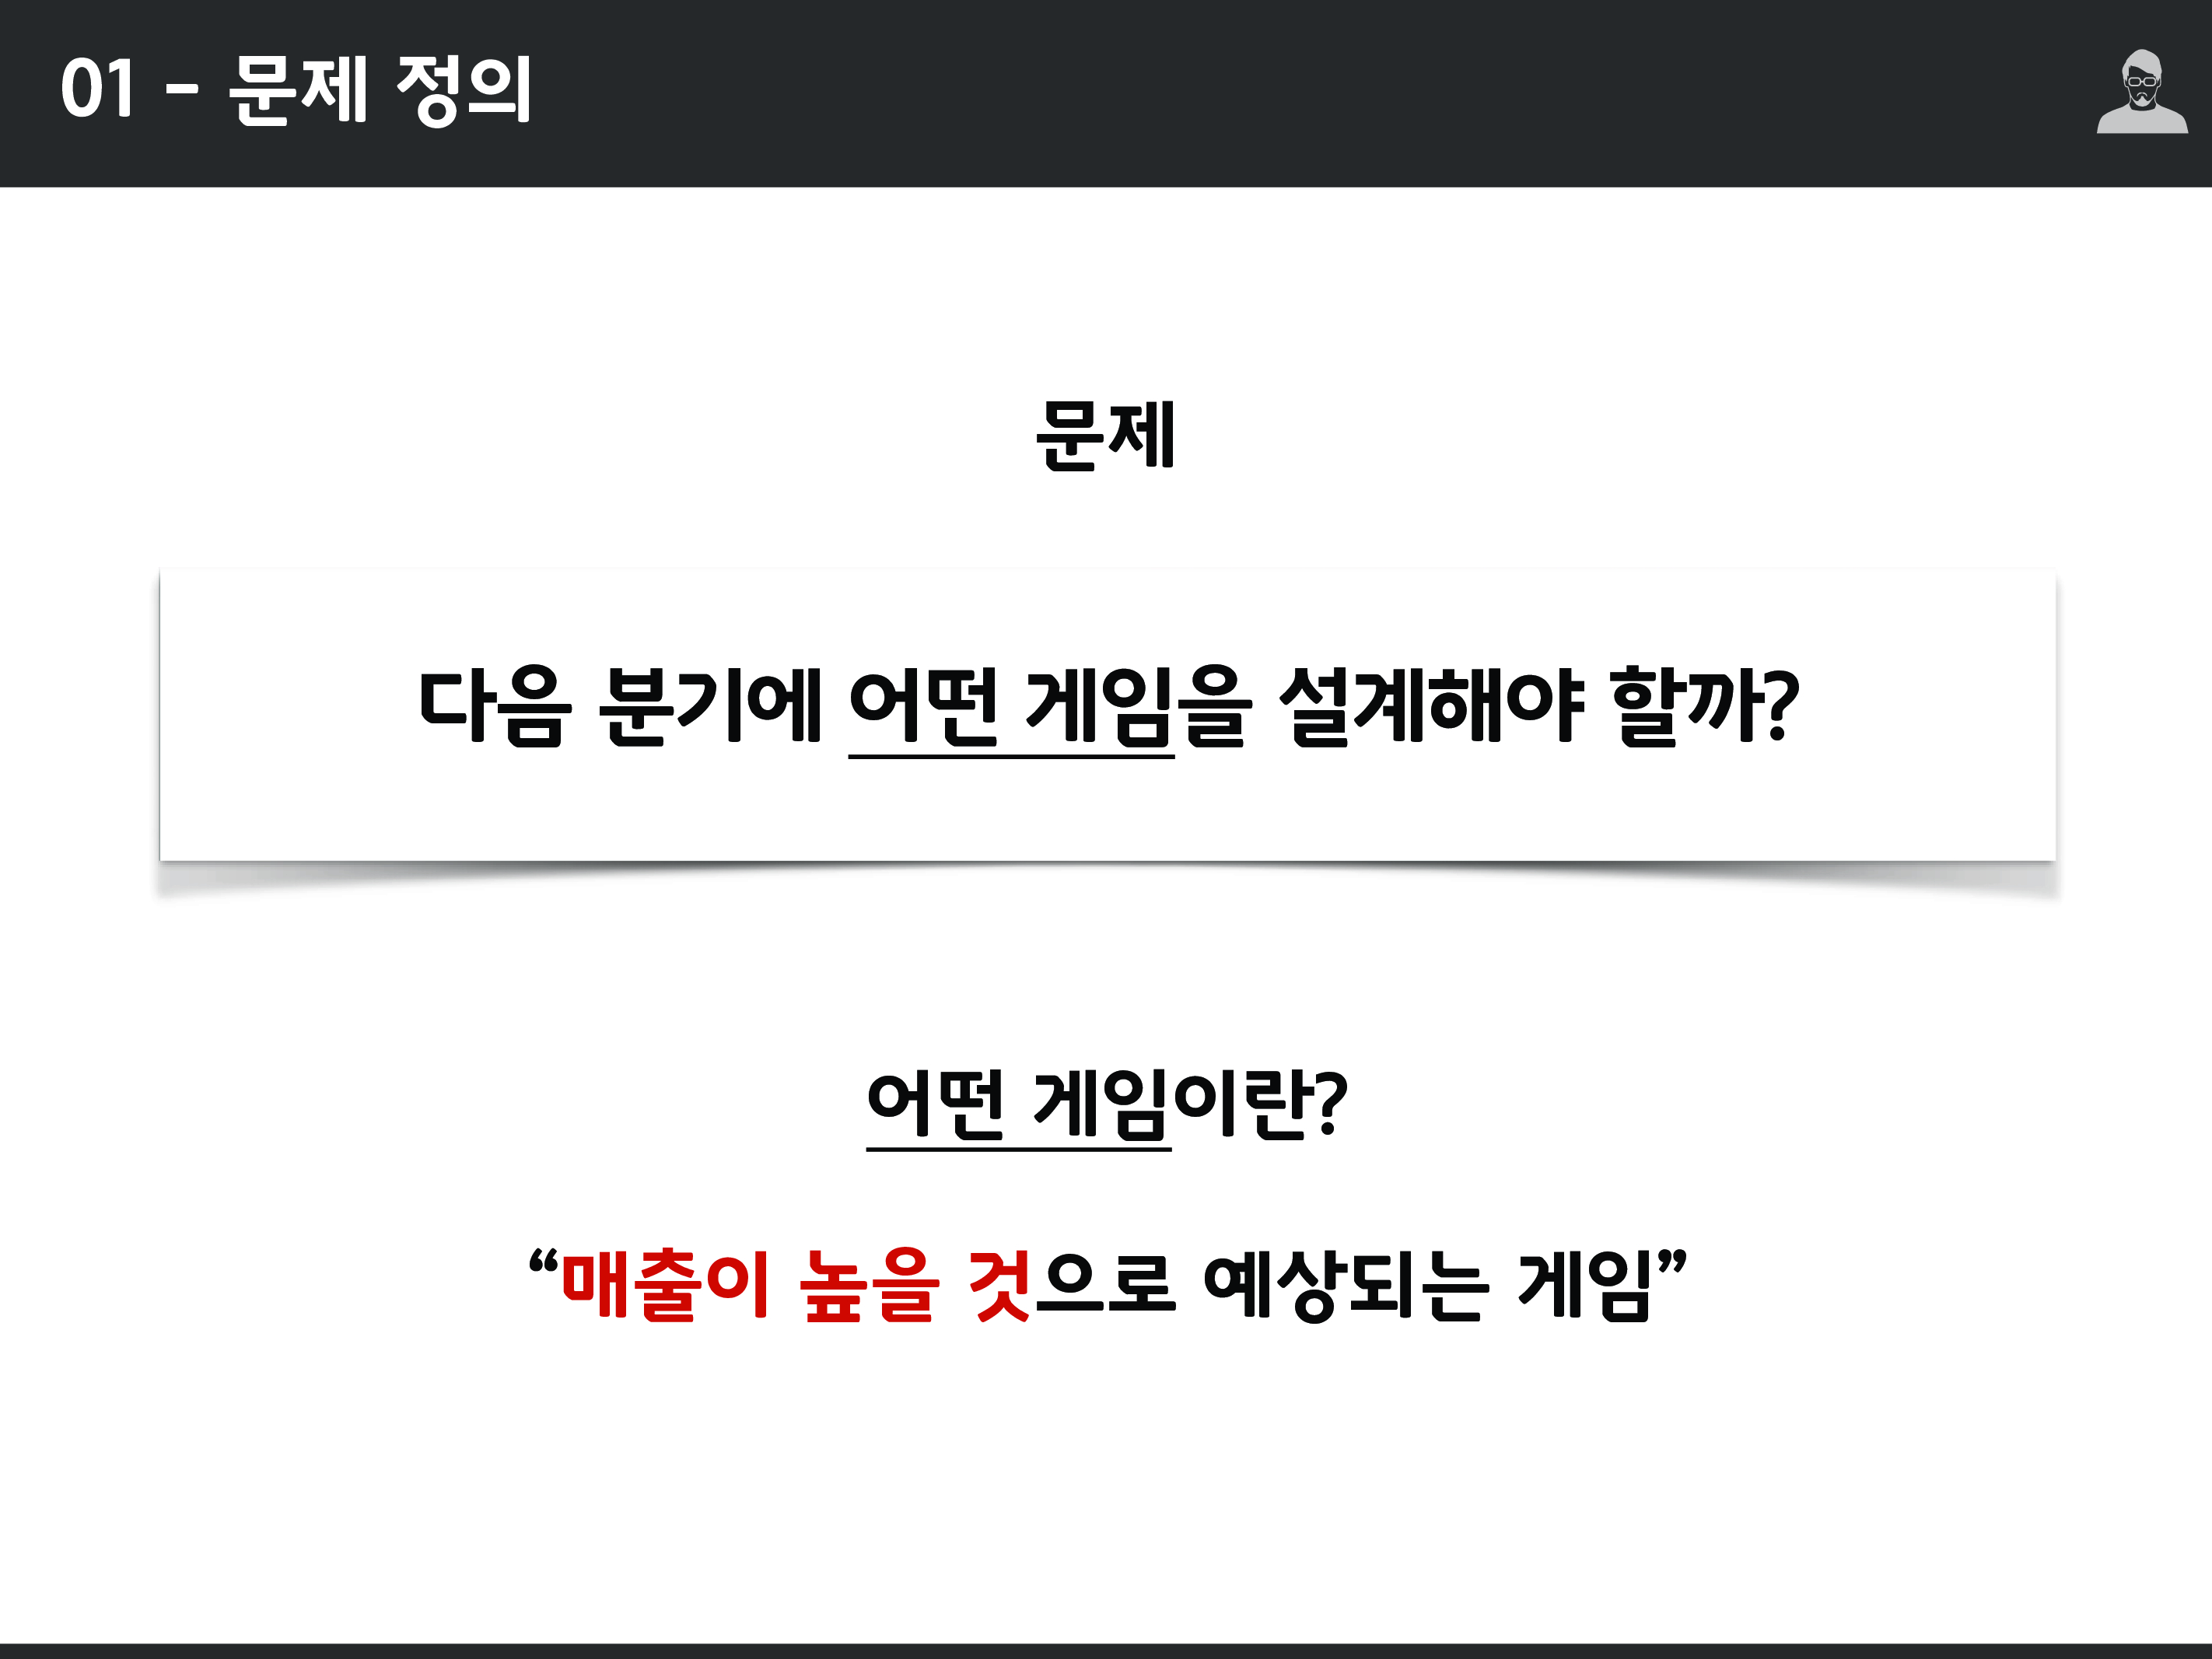 01 - 문제 정의
문제
다음 분기에 어떤 게임을 설계해야 할까?
어떤 게임이란?
“매출이 높을 것으로 예상되는 게임”